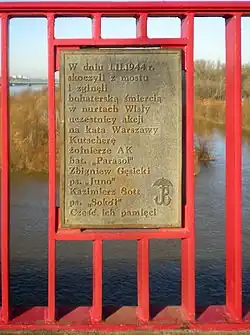 W dniu 1.II.1944 r.
skoczyli z mostu
i zginęli
bohaterską śmiercią
w nurtach Wisły
uczestnicy akcji
na kata Warszawy
Kutscherę
żołnierze AK
bat. „Parasol"
Zbigniew Gęsicki
ps. „Juno"
Kazimierz Sott
ps. „Sokół"
Cześć ich pamięci